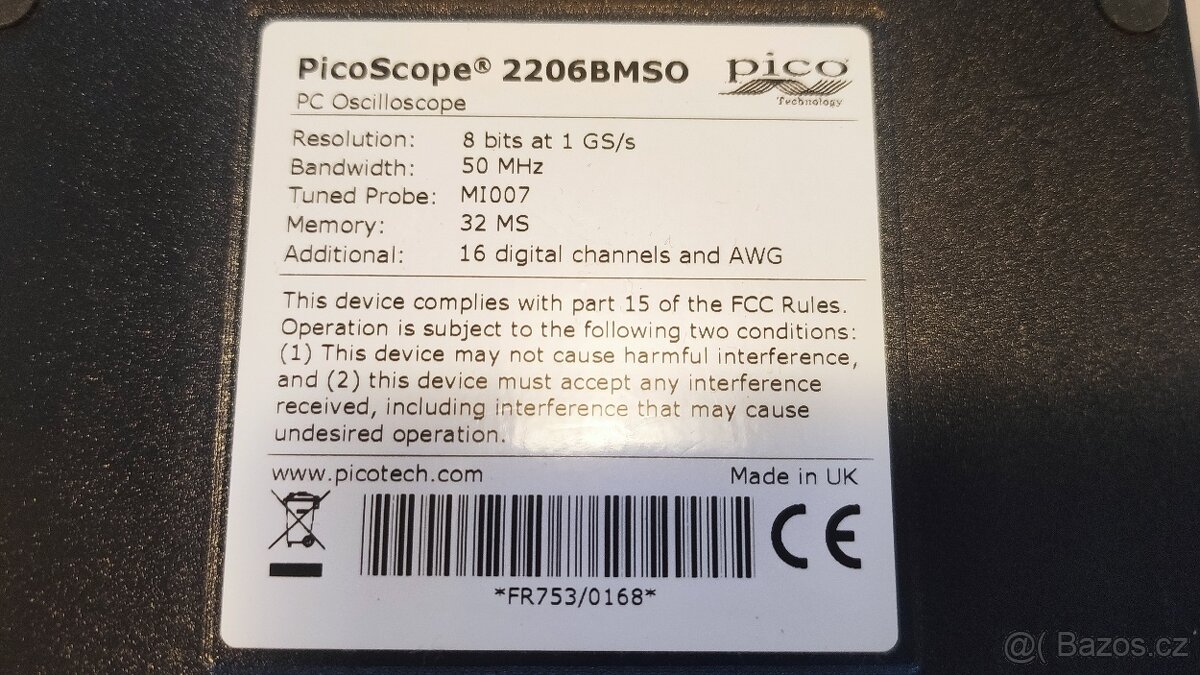 PicoScope® 2206BMSO
pico
Technology
PC Oscilloscope
Resolution: 8 bits at 1 GS/s
Bandwidth: 50 MHz
Tuned Probe: MI007
Memory: 32 MS
Additional: 16 digital channels and AWG
This device complies with part 15 of the FCC Rules.
Operation is subject to the following two conditions:
(1) This device may not cause harmful interference,
and (2) this device must accept any interference
received, including interference that may cause
undesired operation.
www.picotech.com Made in UK
CE
*FR753/0168*
@( Bazos.cz